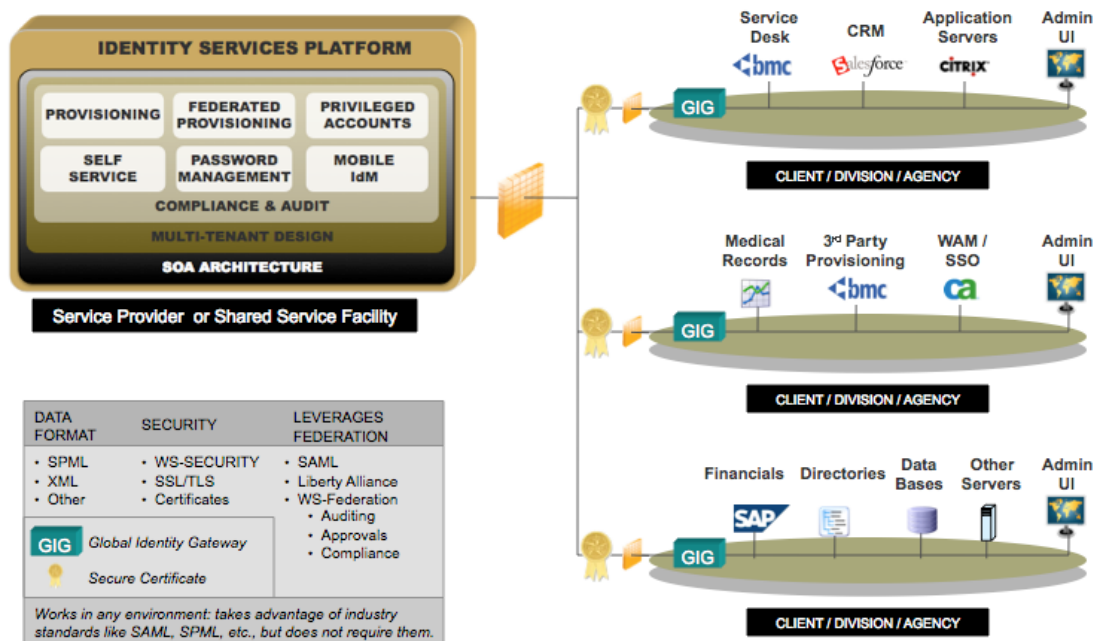 IDENTITY SERVICES PLATFORM
PROVISIONING
FEDERATED
PROVISIONING
PRIVILEGED
ACCOUNTS
SELF
SERVICE
PASSWORD
MANAGEMENT
MOBILE
IdM
COMPLIANCE & AUDIT
MULTI-TENANT DESIGN
SOA ARCHITECTURE
Service Provider or Shared Service Facility
Service
Desk
bmc
CRM
Salesforce
Application
Servers
CITRIX
Admin
UI
GIG
CLIENT / DIVISION / AGENCY
Medical
Records
3rd Party
Provisioning
bmc
WAM /
SSO
ca
Admin
UI
GIG
CLIENT / DIVISION / AGENCY
Financials
SAP
Directories
Data
Bases
Other
Servers
Admin
UI
GIG
CLIENT / DIVISION / AGENCY
DATA
FORMAT
• SPML
• XML
• Other
SECURITY
• WS-SECURITY
• SSL/TLS
• Certificates
LEVERAGES
FEDERATION
• SAML
• Liberty Alliance
• WS-Federation
• Auditing
• Approvals
• Compliance
GIG Global Identity Gateway
Secure Certificate
Works in any environment: takes advantage of industry
standards like SAML, SPML, etc., but does not require them.